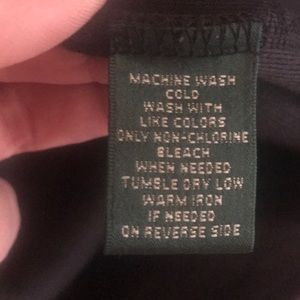 MACHINE WASH
COLD
WASH WITH
LIKE COLORS
ONLY NON-CHLORINE
BLEACH
WHEN NEEDED
TUMBLE DRY LOW
WARM IRON
IF NEEDED
ON REVERSE SIDE